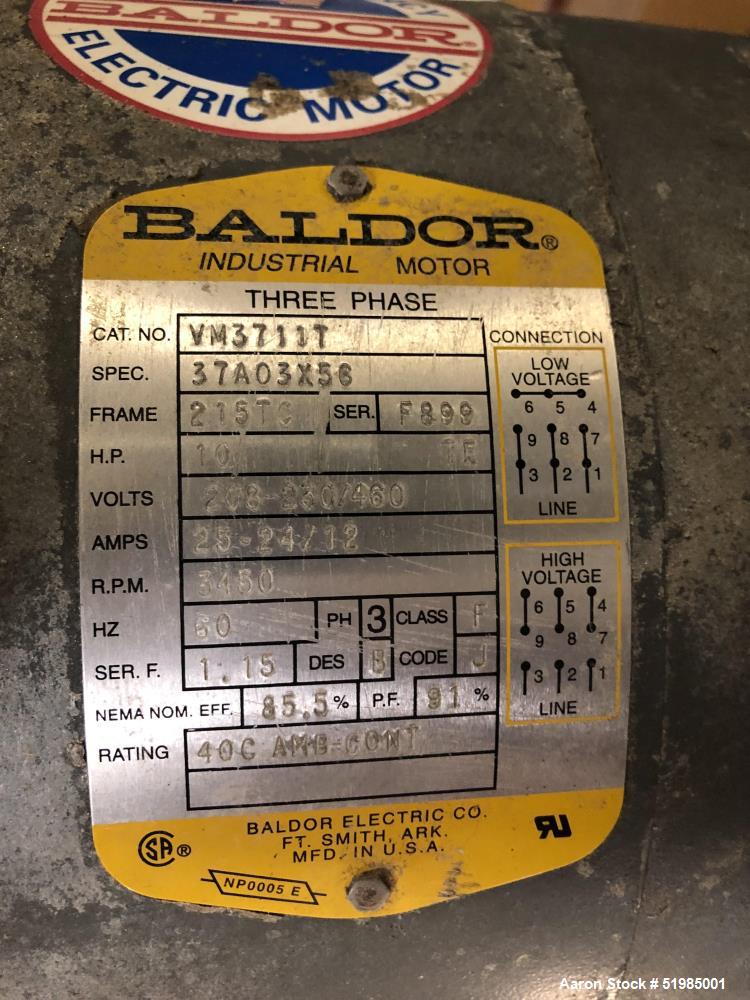 BALDOR®
ELECTRIC MOTOR
BALDOR®
INDUSTRIAL MOTOR
THREE PHASE
CAT. NO. VM3711T
SPEC. 37A03X56
FRAME 215TC SER. F899
H.P. 10 TE
VOLTS 208-230/460
AMPS 25-24/12
R.P.M. 3450
HZ 60 PH 3 CLASS F
SER. F. 1.15 DES B CODE J
NEMA NOM. EFF. 85.5 % P.F. 91 %
RATING 40C AMB-CONT
CONNECTION
LOW
VOLTAGE
6 5 4
9 8 7
3 2 1
LINE
HIGH
VOLTAGE
6 5 4
9 8 7
3 2 1
LINE
BALDOR ELECTRIC CO.
FT. SMITH, ARK.
MFD. IN U.S.A.
SA®
RU
NP0005 E
Aaron Stock # 51985001